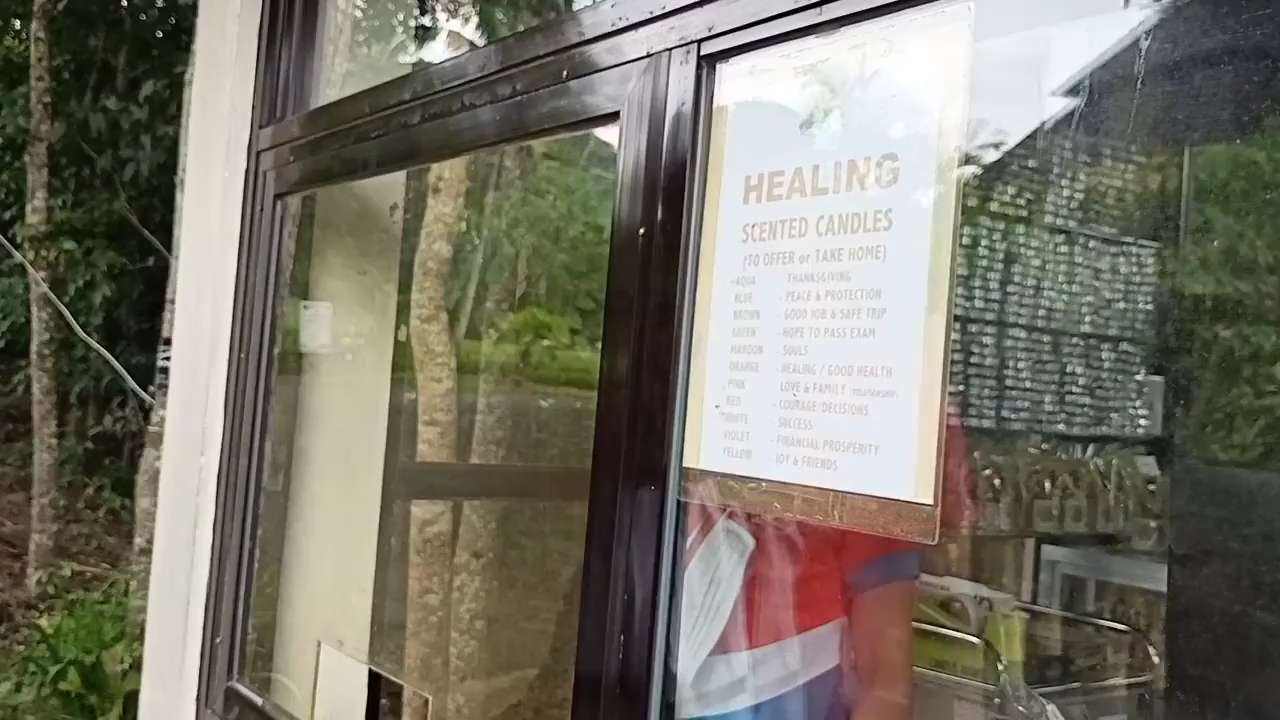 HEALING
SCENTED CANDLES
(TO OFFER or TAKE HOME)
-AQUA THANKSGIVING
BLUE - PEACE & PROTECTION
BROWN - GOOD JOB & SAFE TRIP
GREEN - HOPE TO PASS EXAM
MAROON - SOULS
ORANGE - HEALING / GOOD HEALTH
PINK LOVE & FAMILY (RELATIONSHIP)
RED - COURAGE/DECISIONS
WHITE - SUCCESS
VIOLET - FINANCIAL PROSPERITY
YELLOW - JOY & FRIENDS